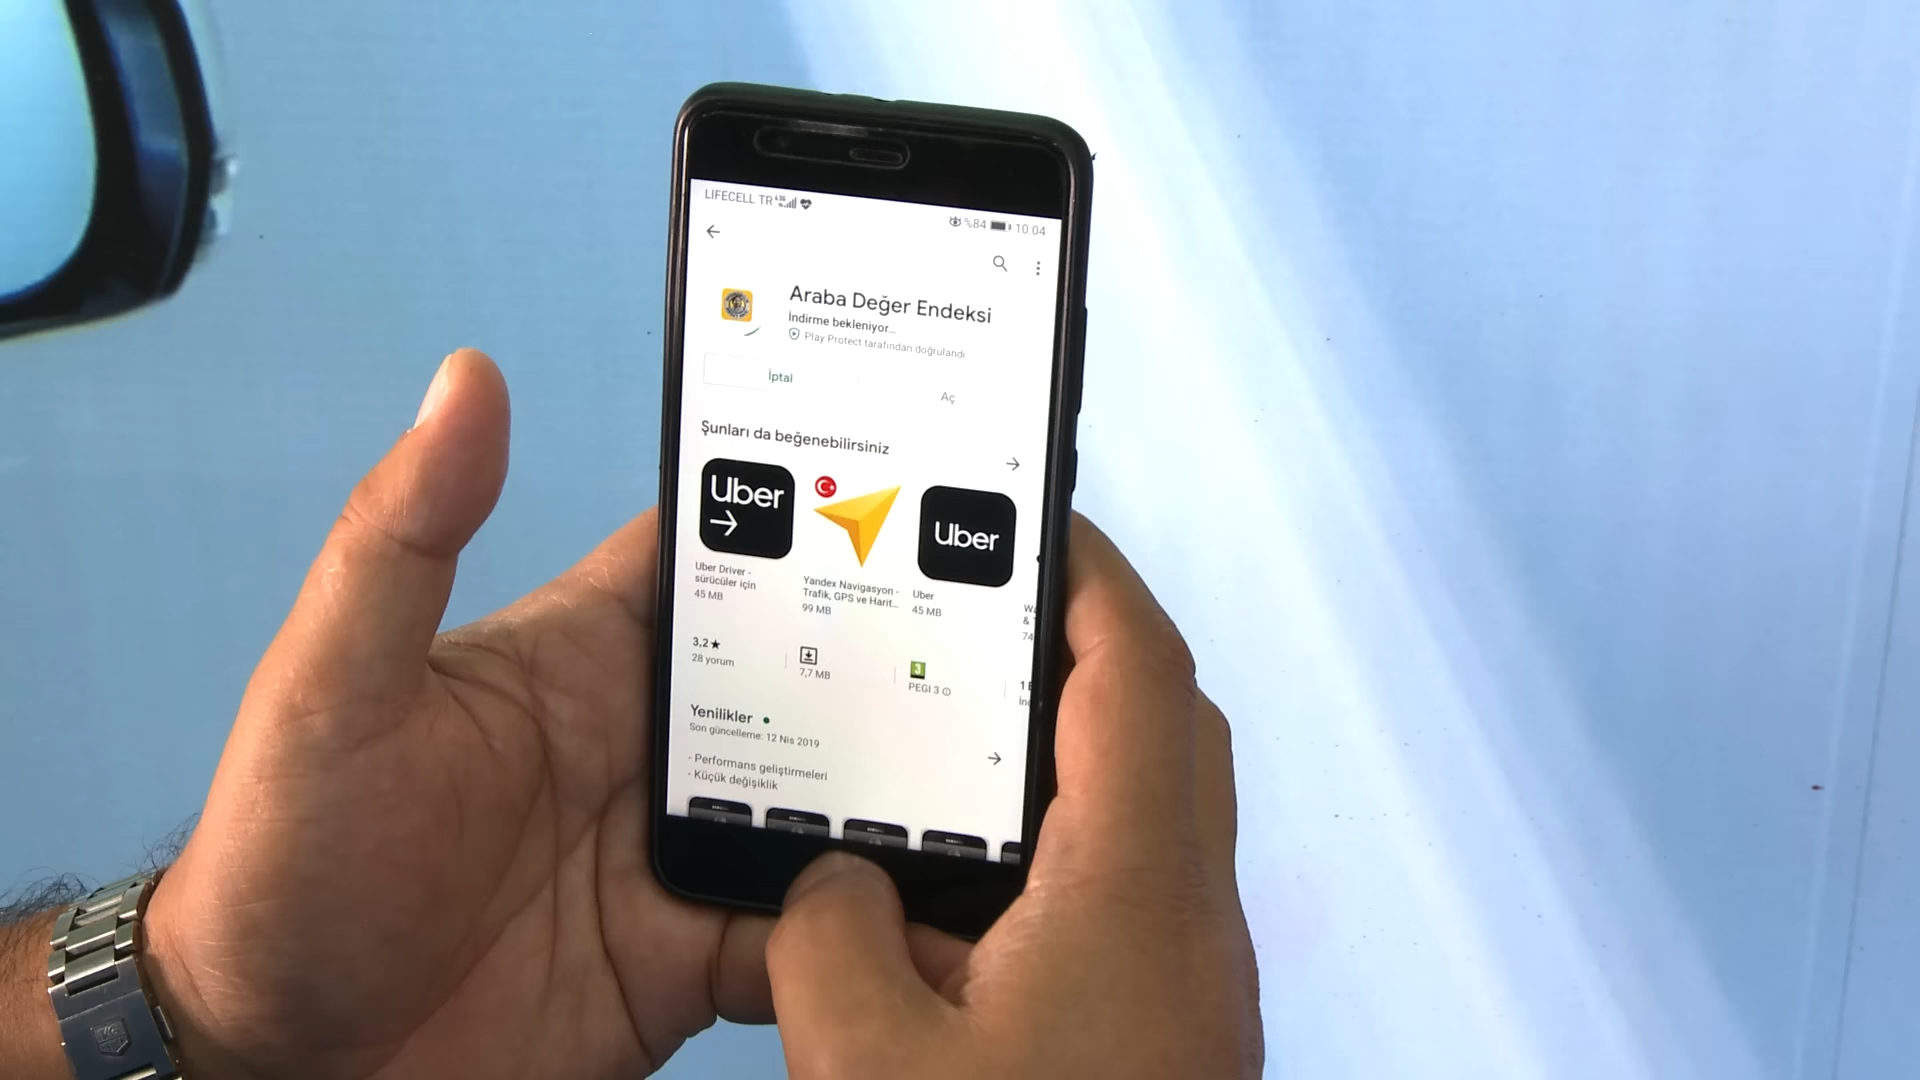 LIFECELL TR
%84 10:04
Araba Değer Endeksi
İndirme bekleniyor...
Play Protect tarafından doğrulandı
İptal
Aç
Şunları da beğenebilirsiniz
Uber
Uber
Uber Driver -
sürücüler için
45 MB
Yandex Navigasyon -
Trafik, GPS ve Harit...
99 MB
Uber
45 MB
&
74
3,2★
28 yorum
7,7 MB
3
PEGI 3
Yenilikler
Son güncelleme: 12 Nis 2019
- Performans geliştirmeleri
- Küçük değişiklik